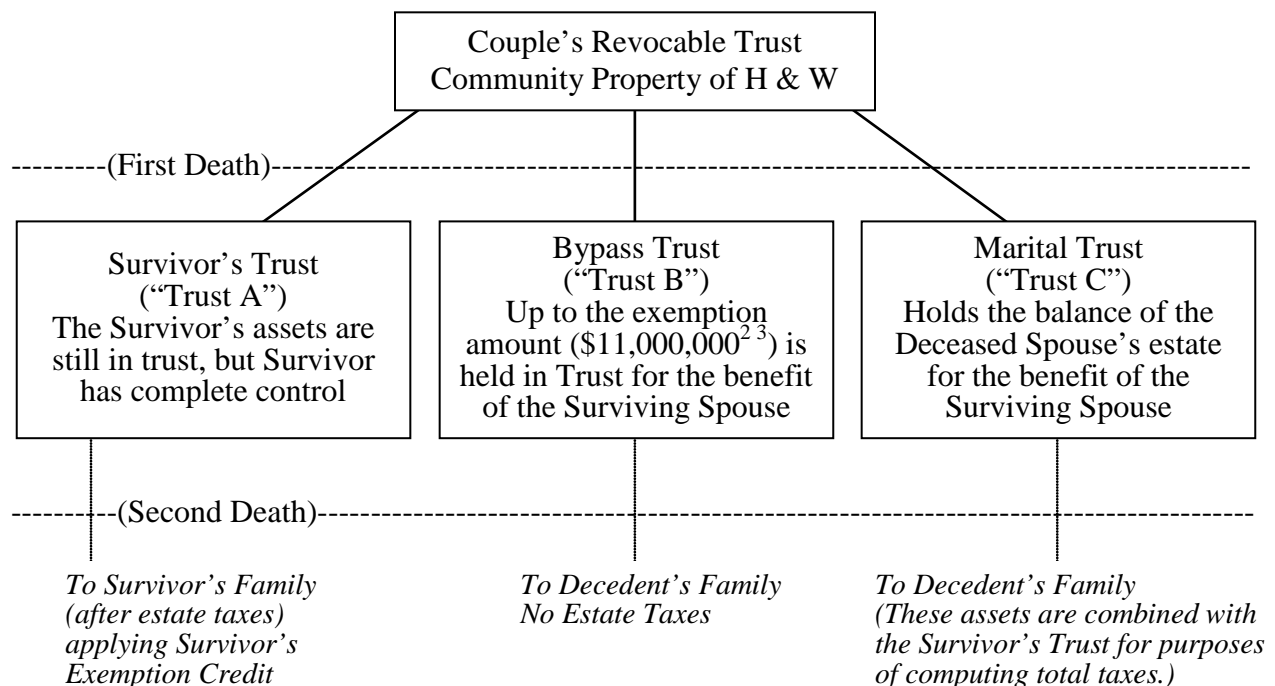 Couple’s Revocable Trust
Community Property of H & W
(First Death)
Survivor’s Trust
(“Trust A”)
The Survivor’s assets are
still in trust, but Survivor
has complete control
Bypass Trust
(“Trust B”)
Up to the exemption
amount ($11,000,000²³) is
held in Trust for the benefit
of the Surviving Spouse
Marital Trust
(“Trust C”)
Holds the balance of the
Deceased Spouse’s estate
for the benefit of the
Surviving Spouse
(Second Death)
To Survivor’s Family
(after estate taxes)
applying Survivor’s
Exemption Credit
To Decedent’s Family
No Estate Taxes
To Decedent’s Family
(These assets are combined with
the Survivor’s Trust for purposes
of computing total taxes.)